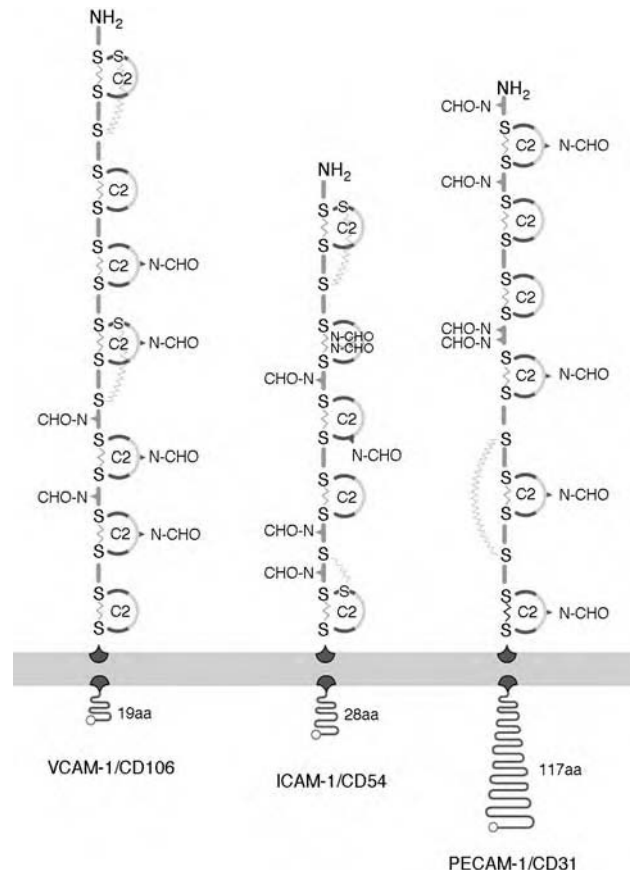 NH2
S S
C2
S
S
S
C2
S
S
C2 N-CHO
S
S S
C2 N-CHO
S
S
CHO-N
S
C2 N-CHO
S
CHO-N
S
C2 N-CHO
S
S
C2
S
19aa
VCAM-1/CD106
NH2
S S
C2
S
S
S
N-CHO
N-CHO
S
CHO-N
S
C2
S
N-CHO
S
C2
S
CHO-N
S
CHO-N
S S
C2
S
28aa
ICAM-1/CD54
NH2
CHO-N
S
C2 N-CHO
S
CHO-N
S
C2
S
S
C2
S
CHO-N
CHO-N
S
C2 N-CHO
S
S
S
C2 N-CHO
S
S
S
C2 N-CHO
S
117aa
PECAM-1/CD31